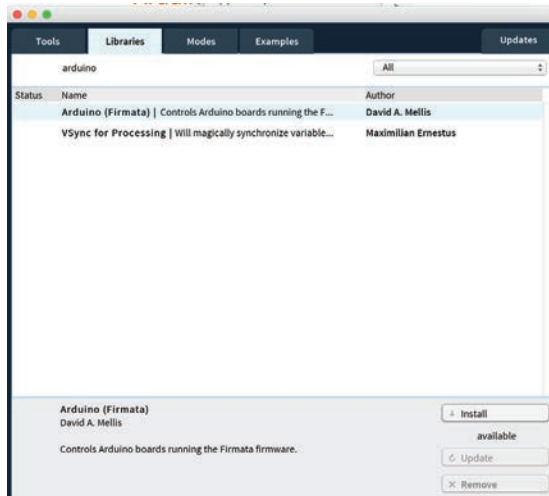 Tools Libraries Modes Examples Updates
arduino All
Status Name Author
Arduino (Firmata) | Controls Arduino boards running the F... David A. Mellis
VSync for Processing | Will magically synchronize variable... Maximilian Ernestus
Arduino (Firmata)
David A. Mellis
Install
available
Controls Arduino boards running the Firmata firmware.
Update
Remove